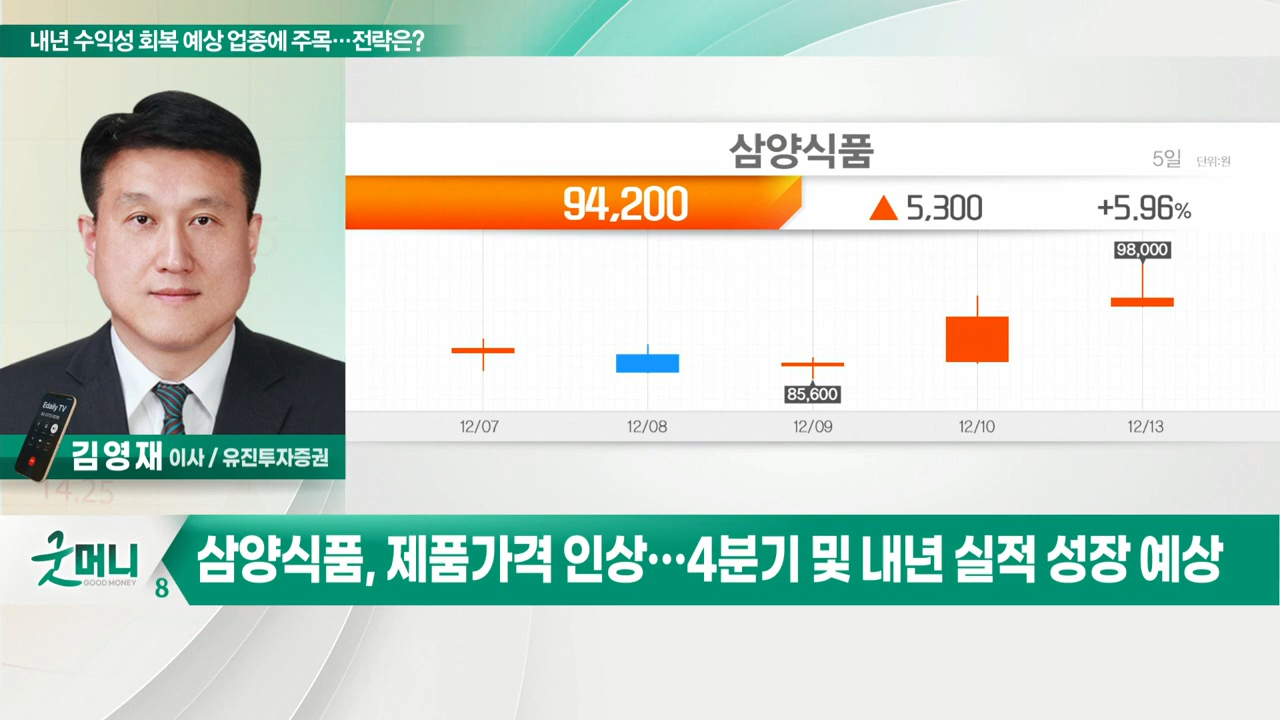 내년 수익성 회복 예상 업종에 주목…전략은?
삼양식품
5일 단위:원
94,200 ▲ 5,300 +5.96%
98,000
85,600
12/07 12/08 12/09 12/10 12/13
Edaily TV
김영재 이사 / 유진투자증권
14.25
굿머니
GOOD MONEY
8
삼양식품, 제품가격 인상…4분기 및 내년 실적 성장 예상